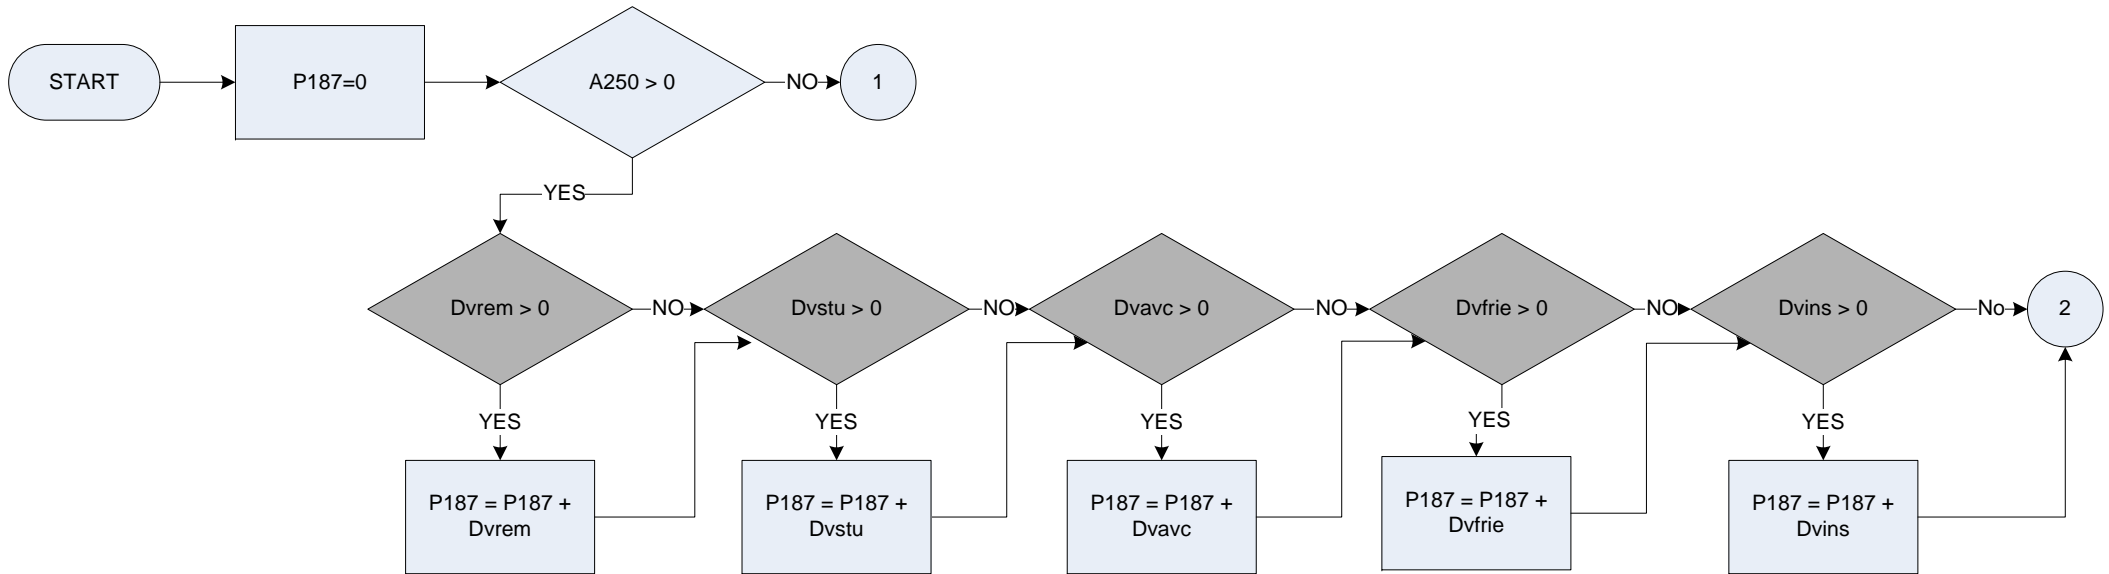 START
P187=0
A250 > 0
NO
1
YES
Dvrem > 0
NO
Dvstu > 0
NO
Dvavc > 0
NO
Dvfrie > 0
NO
Dvins > 0
No
2
YES
YES
YES
YES
YES
P187 = P187 +
Dvrem
P187 = P187 +
Dvstu
P187 = P187 +
Dvavc
P187 = P187 +
Dvfrie
P187 = P187 +
Dvins